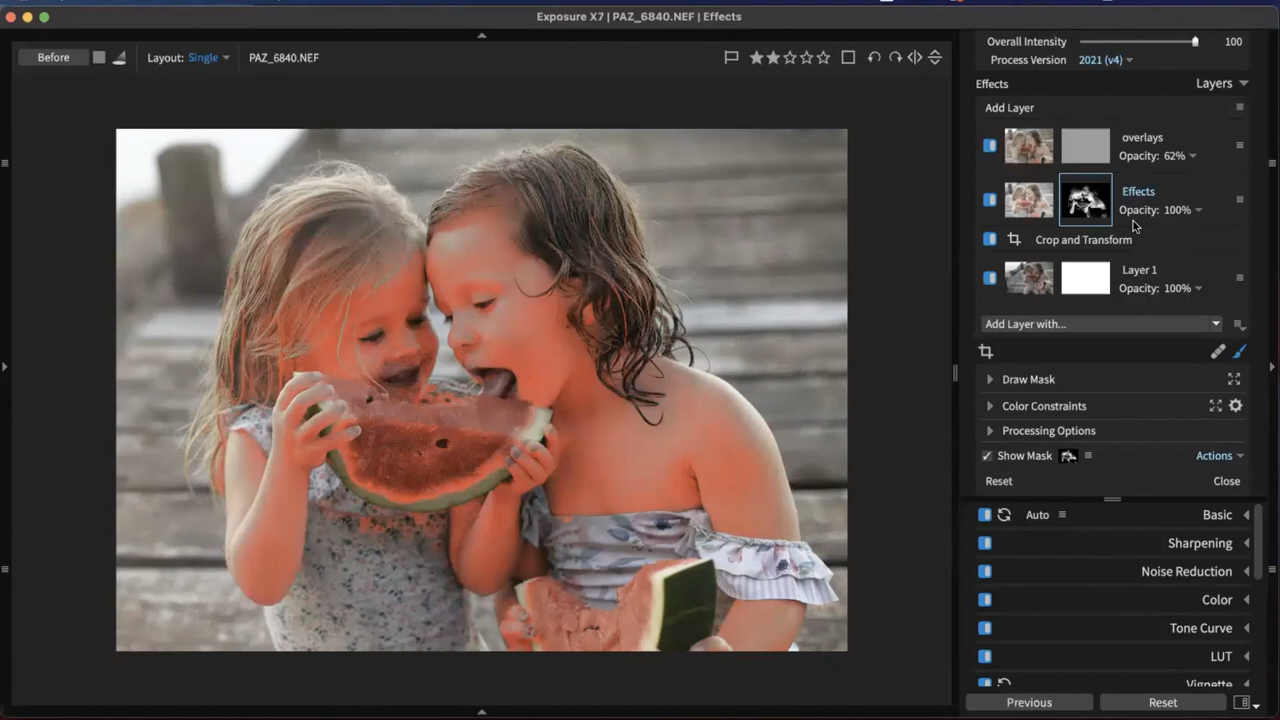 Exposure X7 | PAZ_6840.NEF | Effects
Before
Layout: Single
PAZ_6840.NEF
Overall Intensity 100
Process Version 2021 (v4)
Effects Layers
Add Layer
overlays
Opacity: 62%
Effects
Opacity: 100%
Crop and Transform
Layer 1
Opacity: 100%
Add Layer with...
Draw Mask
Color Constraints
Processing Options
Show Mask Actions
Reset Close
Auto Basic
Sharpening
Noise Reduction
Color
Tone Curve
LUT
Vignette
Previous Reset